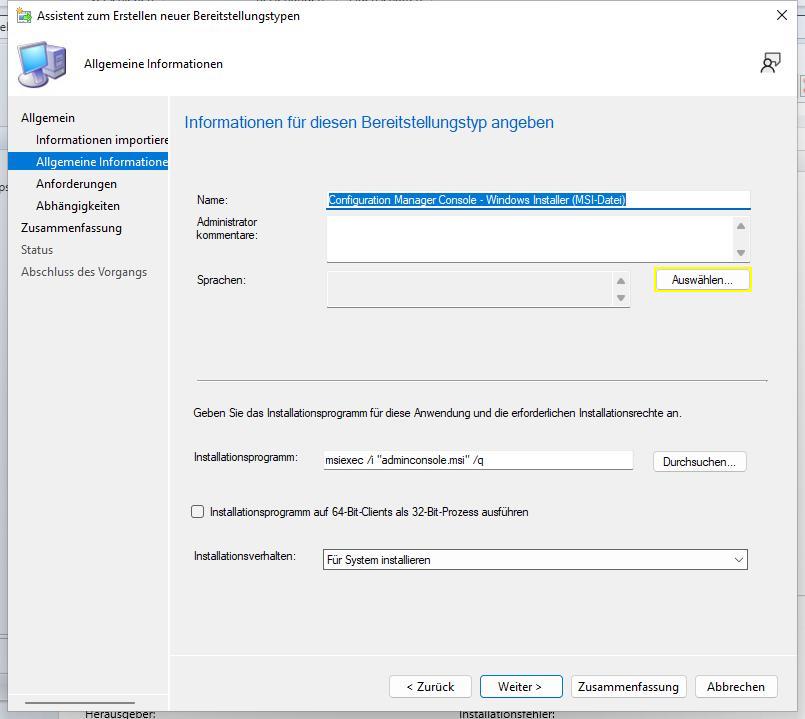 Assistent zum Erstellen neuer Bereitstellungstypen
Allgemeine Informationen
Allgemein
Informationen importiere
Allgemeine Informatione
Anforderungen
Abhängigkeiten
Zusammenfassung
Status
Abschluss des Vorgangs
Informationen für diesen Bereitstellungstyp angeben
Name:
Configuration Manager Console - Windows Installer (MSI-Datei)
Administrator
kommentare:
Sprachen:
Auswählen...
Geben Sie das Installationsprogramm für diese Anwendung und die erforderlichen Installationsrechte an.
Installationsprogramm:
msiexec /i "adminconsole.msi" /q
Durchsuchen...
Installationsprogramm auf 64-Bit-Clients als 32-Bit-Prozess ausführen
Installationsverhalten:
Für System installieren
< Zurück
Weiter >
Zusammenfassung
Abbrechen
Herausgeber:
Installationsfehler: